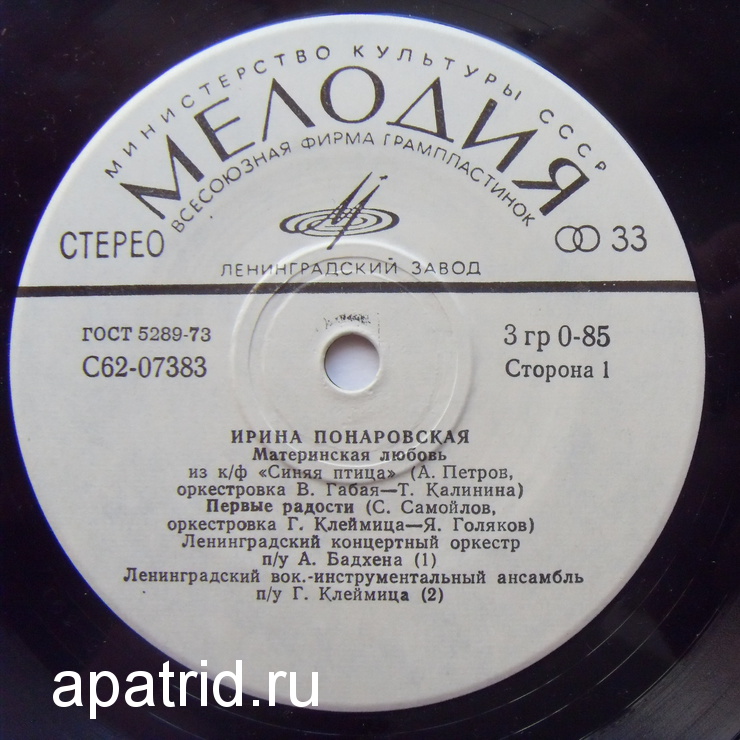 МИНИСТЕРСТВО КУЛЬТУРЫ СССР
МЕЛОДИЯ
ВСЕСОЮЗНАЯ ФИРМА ГРАМПЛАСТИНОК
СТЕРЕО
33
ЛЕНИНГРАДСКИЙ ЗАВОД
ГОСТ 5289-73
3 гр 0-85
С62-07383
Сторона 1
ИРИНА ПОНАРОВСКАЯ
Материнская любовь
из к/ф «Синяя птица» (А. Петров,
оркестровка В. Габая—Т. Калинина)
Первые радости (С. Самойлов,
оркестровка Г. Клеймица—Я. Голяков)
Ленинградский концертный оркестр
п/у А. Бадхена (1)
Ленинградский вок.-инструментальный ансамбль
п/у Г. Клеймица (2)
apatrid.ru